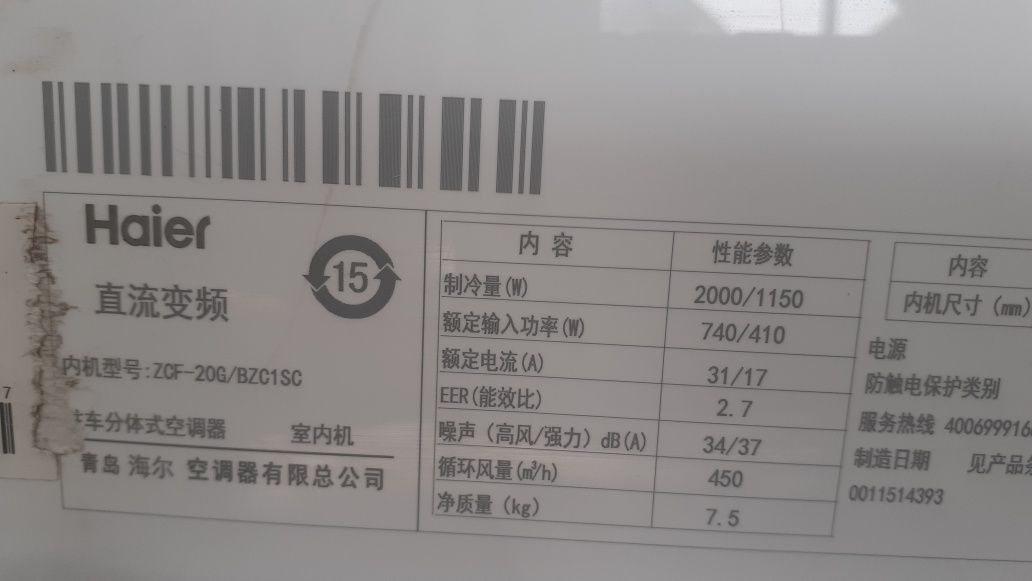 Haier
15
直流变频
内机型号:ZCF-20G/BZC1SC
车分体式空调器 室内机
青岛 海尔 空调器有限总公司
内容 性能参数
制冷量(W) 2000/1150
额定输入功率(W) 740/410
额定电流(A) 31/17
EER(能效比) 2.7
噪声(高风/强力)dB(A) 34/37
循环风量(m³/h) 450
净质量(kg) 7.5
内容
内机尺寸(mm)
电源
防触电保护类别
服务热线 400699916
制造日期 见产品
0011514393
7